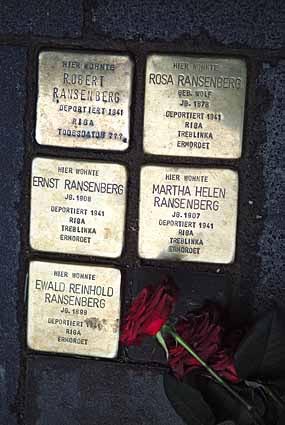 HIER WOHNTE
ROBERT
RANSENBERG
DEPORTIERT 1941
RIGA
TODESDATUM ???
HIER WOHNTE
ROSA RANSENBERG
GEB. WOLF
JG. 1878
DEPORTIERT 1941
RIGA
TREBLINKA
ERMORDET
HIER WOHNTE
ERNST RANSENBERG
JG. 1908
DEPORTIERT 1941
RIGA
TREBLINKA
ERMORDET
HIER WOHNTE
MARTHA HELEN
RANSENBERG
JG. 1907
DEPORTIERT 1941
RIGA
TREBLINKA
ERMORDET
HIER WOHNTE
EWALD REINHOLD
RANSENBERG
JG. 1899
DEPORTIERT
RIGA
TREBLINKA
ERMORDET